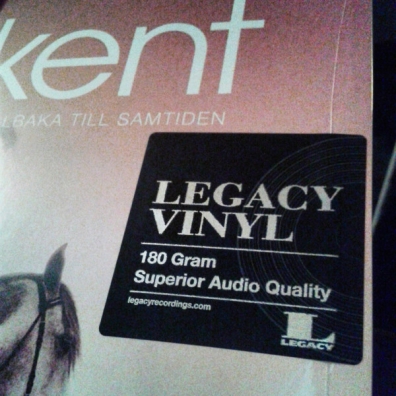 kent
LBAKA TILL SAMTIDEN
LEGACY
VINYL
180 Gram
Superior Audio Quality
legacyrecordings.com
L
LEGACY